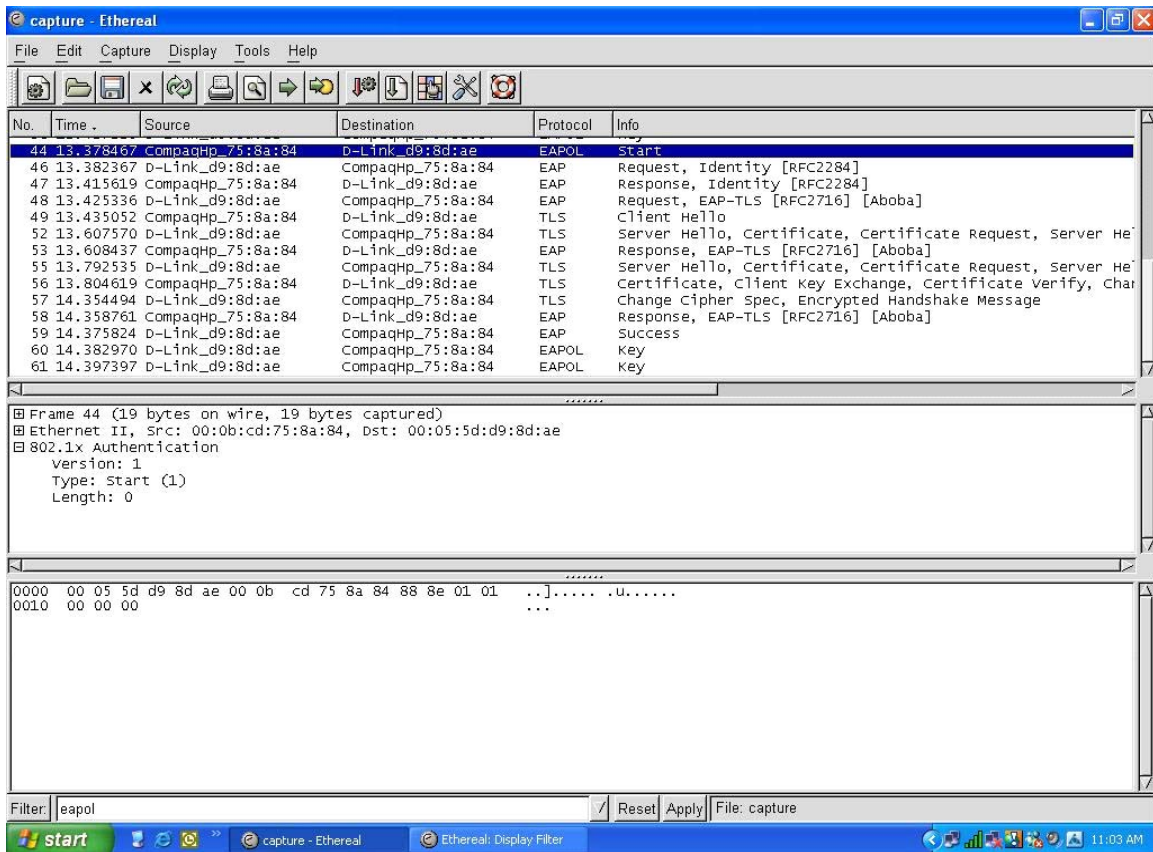 capture - Ethereal
File Edit Capture Display Tools Help
No. Time . Source Destination Protocol Info
44 13.378467 CompaqHp_75:8a:84 D-Link_d9:8d:ae EAPOL Start
46 13.382367 D-Link_d9:8d:ae CompaqHp_75:8a:84 EAP Request, Identity [RFC2284]
47 13.415619 CompaqHp_75:8a:84 D-Link_d9:8d:ae EAP Response, Identity [RFC2284]
48 13.425336 D-Link_d9:8d:ae CompaqHp_75:8a:84 EAP Request, EAP-TLS [RFC2716] [Aboba]
49 13.435052 CompaqHp_75:8a:84 D-Link_d9:8d:ae TLS Client Hello
52 13.607570 D-Link_d9:8d:ae CompaqHp_75:8a:84 TLS Server Hello, Certificate, Certificate Request, Server He
53 13.608437 CompaqHp_75:8a:84 D-Link_d9:8d:ae EAP Response, EAP-TLS [RFC2716] [Aboba]
55 13.792535 D-Link_d9:8d:ae CompaqHp_75:8a:84 TLS Server Hello, Certificate, Certificate Request, Server He
56 13.804619 CompaqHp_75:8a:84 D-Link_d9:8d:ae TLS Certificate, Client Key Exchange, Certificate Verify, Char
57 14.354494 D-Link_d9:8d:ae CompaqHp_75:8a:84 TLS Change Cipher Spec, Encrypted Handshake Message
58 14.358761 CompaqHp_75:8a:84 D-Link_d9:8d:ae EAP Response, EAP-TLS [RFC2716] [Aboba]
59 14.375824 D-Link_d9:8d:ae CompaqHp_75:8a:84 EAP Success
60 14.382970 D-Link_d9:8d:ae CompaqHp_75:8a:84 EAPOL Key
61 14.397397 D-Link_d9:8d:ae CompaqHp_75:8a:84 EAPOL Key
Frame 44 (19 bytes on wire, 19 bytes captured)
Ethernet II, Src: 00:0b:cd:75:8a:84, Dst: 00:05:5d:d9:8d:ae
802.1x Authentication
Version: 1
Type: Start (1)
Length: 0
0000 00 05 5d d9 8d ae 00 0b cd 75 8a 84 88 8e 01 01 ..]..... .u......
0010 00 00 00 ...
Filter: eapol Reset Apply File: capture
start capture - Ethereal Ethereal: Display Filter 11:03 AM